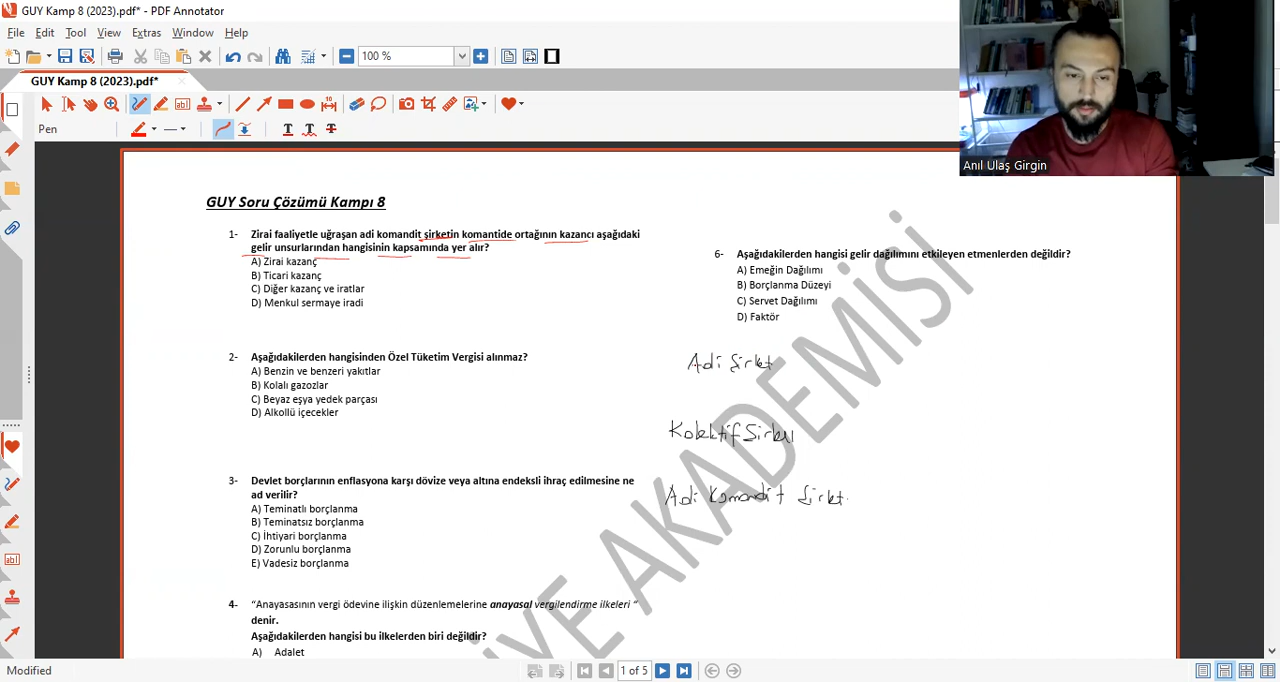 GUY Kamp 8 (2023).pdf* - PDF Annotator
File Edit Tool View Extras Window Help
100 %
GUY Kamp 8 (2023).pdf*
Pen
Anıl Ulaş Girgin
GUY Soru Çözümü Kampı 8
1- Zirai faaliyetle uğraşan adi komandit şirketin komantide ortağının kazancı aşağıdaki
gelir unsurlarından hangisinin kapsamında yer alır?
A) Zirai kazanç
B) Ticari kazanç
C) Diğer kazanç ve iratlar
D) Menkul sermaye iradi
2- Aşağıdakilerden hangisinden Özel Tüketim Vergisi alınmaz?
A) Benzin ve benzeri yakıtlar
B) Kolalı gazozlar
C) Beyaz eşya yedek parçası
D) Alkollü içecekler
3- Devlet borçlarının enflasyona karşı dövize veya altına endeksli ihraç edilmesine ne
ad verilir?
A) Teminatlı borçlanma
B) Teminatsız borçlanma
C) İhtiyari borçlanma
D) Zorunlu borçlanma
E) Vadesiz borçlanma
4- “Anayasasının vergi ödevine ilişkin düzenlemelerine anayasal vergilendirme ilkeleri “
denir.
Aşağıdakilerden hangisi bu ilkelerden biri değildir?
A) Adalet
6- Aşağıdakilerden hangisi gelir dağılımını etkileyen etmenlerden değildir?
A) Emeğin Dağılımı
B) Borçlanma Düzeyi
C) Servet Dağılımı
D) Faktör
Adi Şirket
Kolektif Şirket
Adi Komandit Şirket
İYE AKADEMİSİ
Modified
1 of 5